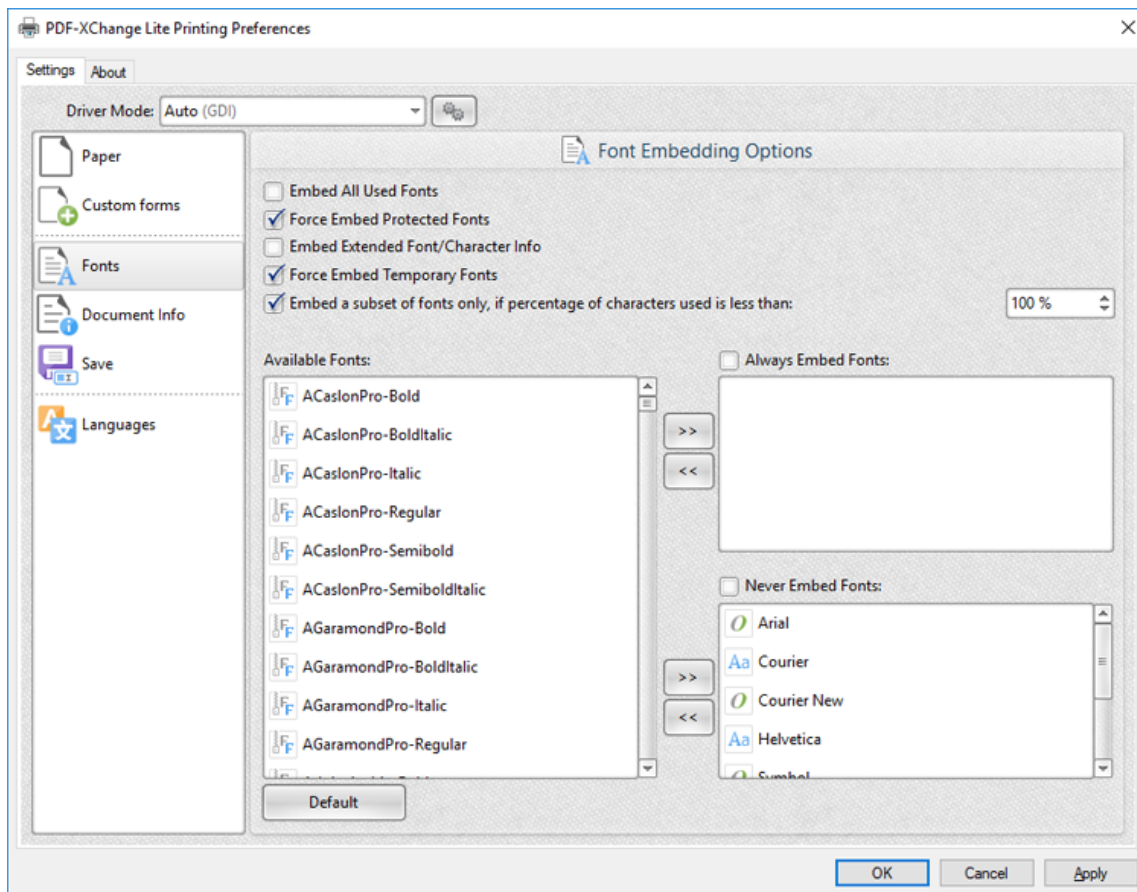 PDF-XChange Lite Printing Preferences
Settings
About
Driver Mode:
Auto (GDI)
Paper
Custom forms
Fonts
Document Info
Save
Languages
Font Embedding Options
Embed All Used Fonts
Force Embed Protected Fonts
Embed Extended Font/Character Info
Force Embed Temporary Fonts
Embed a subset of fonts only, if percentage of characters used is less than:
100 %
Available Fonts:
ACaslonPro-Bold
ACaslonPro-BoldItalic
ACaslonPro-Italic
ACaslonPro-Regular
ACaslonPro-Semibold
ACaslonPro-SemiboldItalic
AGaramondPro-Bold
AGaramondPro-BoldItalic
AGaramondPro-Italic
AGaramondPro-Regular
Default
>>
<<
>>
<<
Always Embed Fonts:
Never Embed Fonts:
Arial
Courier
Courier New
Helvetica
Symbol
OK
Cancel
Apply